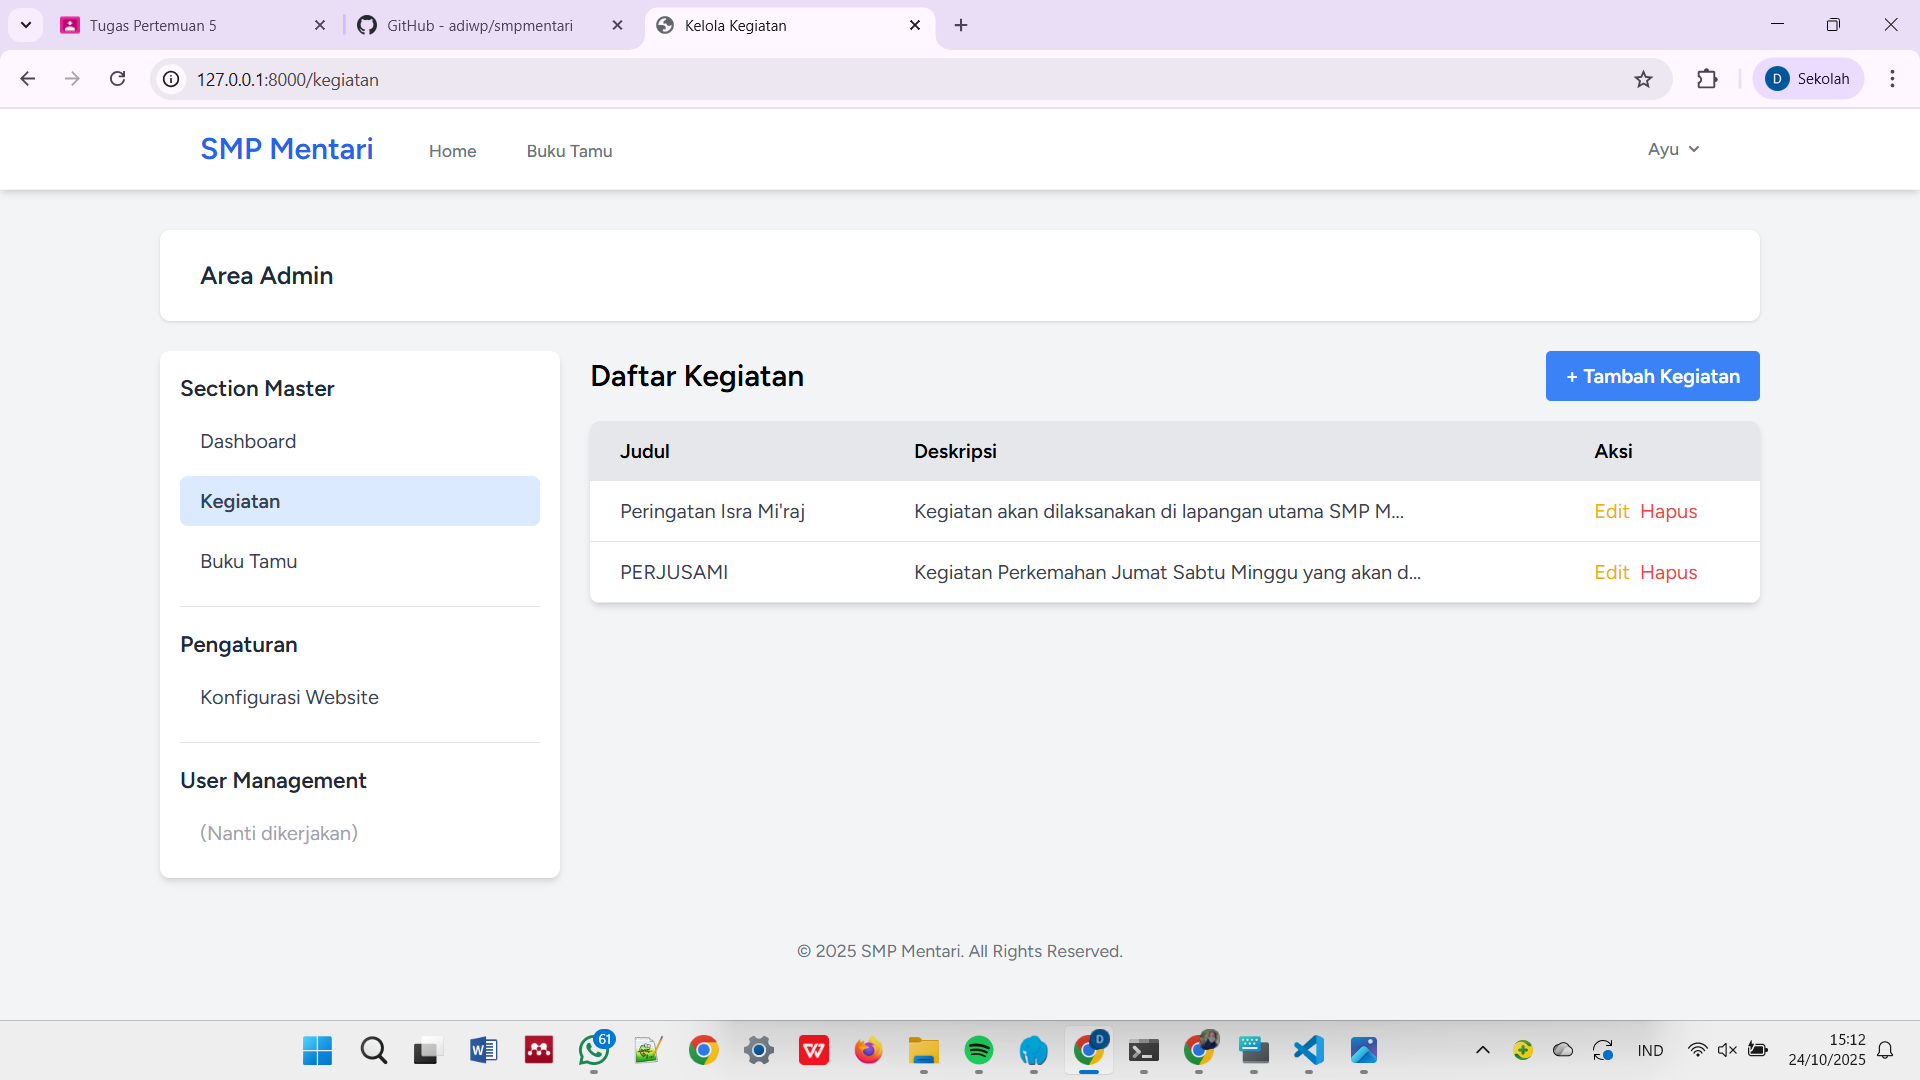 Tugas Pertemuan 5
GitHub - adiwp/smpmentari
Kelola Kegiatan
127.0.0.1:8000/kegiatan
D Sekolah
SMP Mentari
Home
Buku Tamu
Ayu
Area Admin
Section Master
Dashboard
Kegiatan
Buku Tamu
Pengaturan
Konfigurasi Website
User Management
(Nanti dikerjakan)
Daftar Kegiatan
+ Tambah Kegiatan
Judul Deskripsi Aksi
Peringatan Isra Mi'raj Kegiatan akan dilaksanakan di lapangan utama SMP M... Edit Hapus
PERJUSAMI Kegiatan Perkemahan Jumat Sabtu Minggu yang akan d... Edit Hapus
© 2025 SMP Mentari. All Rights Reserved.
61
D
IND
15:12
24/10/2025